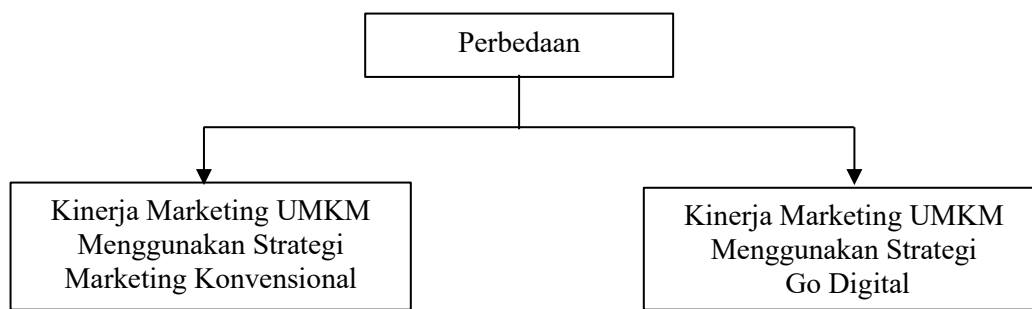 Perbedaan
Kinerja Marketing UMKM
Menggunakan Strategi
Marketing Konvensional
Kinerja Marketing UMKM
Menggunakan Strategi
Go Digital